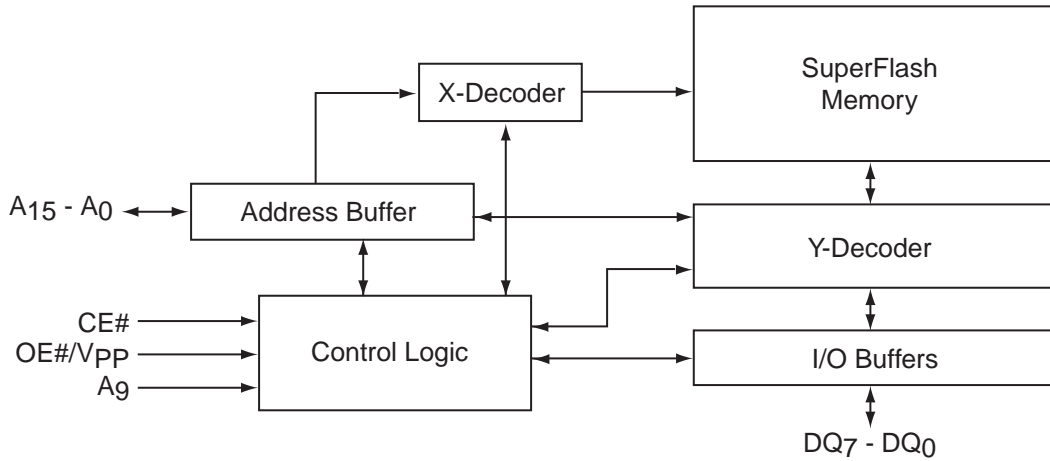 SuperFlash
Memory
X-Decoder
A15 - A0
Address Buffer
Y-Decoder
CE#
OE#/VPP
A9
Control Logic
I/O Buffers
DQ7 - DQ0